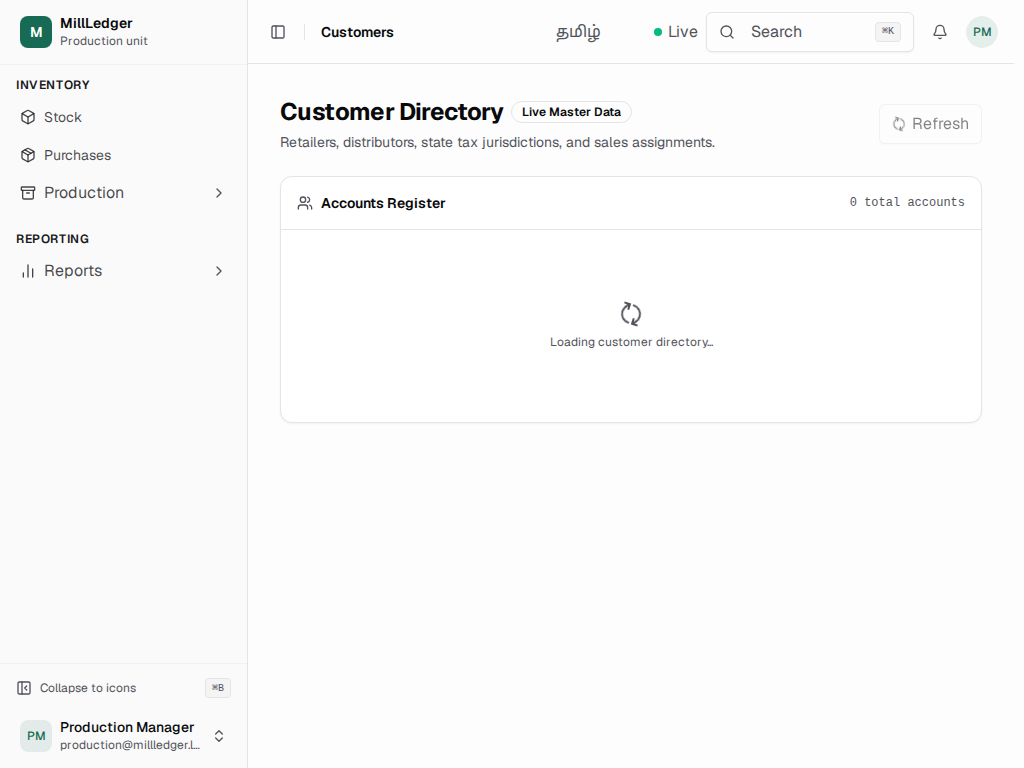 M
MillLedger
Production unit
INVENTORY
Stock
Purchases
Production
REPORTING
Reports
Collapse to icons
⌘B
PM
Production Manager
production@millledger.l…
Customers
தமிழ்
Live
Search
⌘K
PM
Customer Directory
Live Master Data
Retailers, distributors, state tax jurisdictions, and sales assignments.
Refresh
Accounts Register
0 total accounts
Loading customer directory…